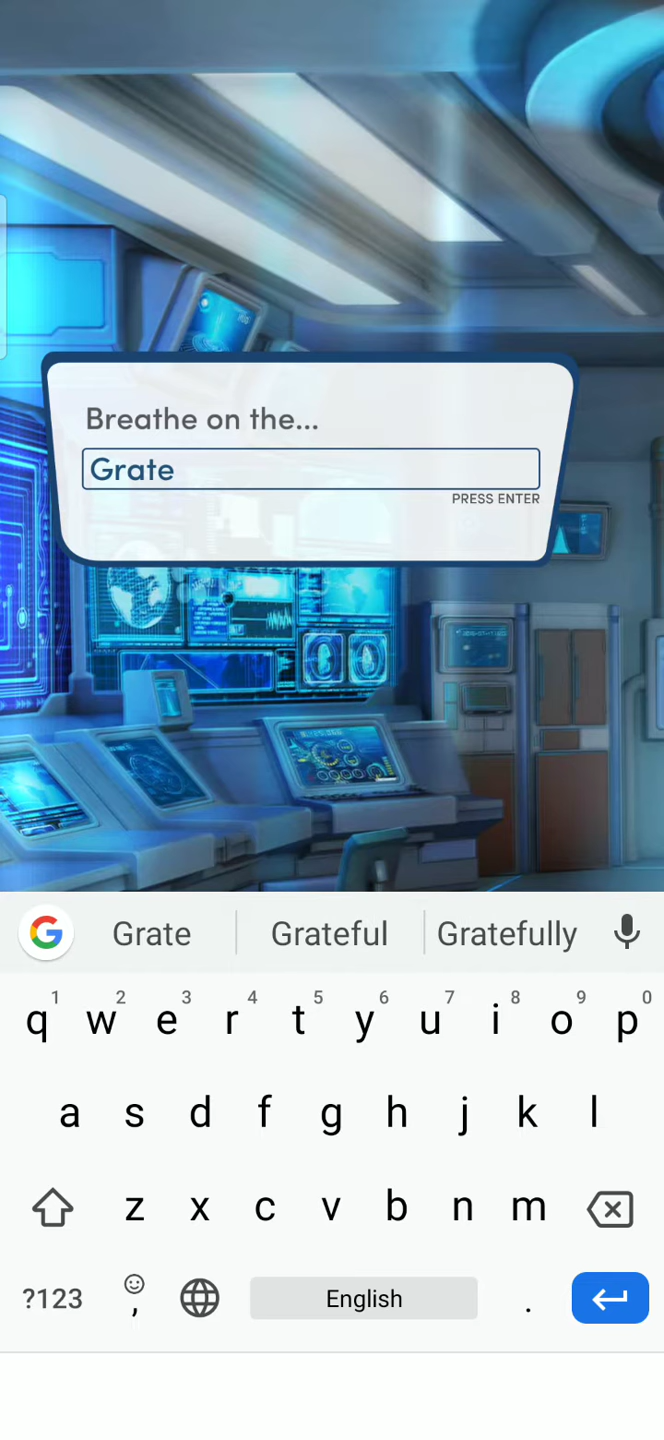 Breathe on the...
Grate
PRESS ENTER
Grate Grateful Gratefully
1 2 3 4 5 6 7 8 9 0
q w e r t y u i o p
a s d f g h j k l
z x c v b n m
?123 , English .